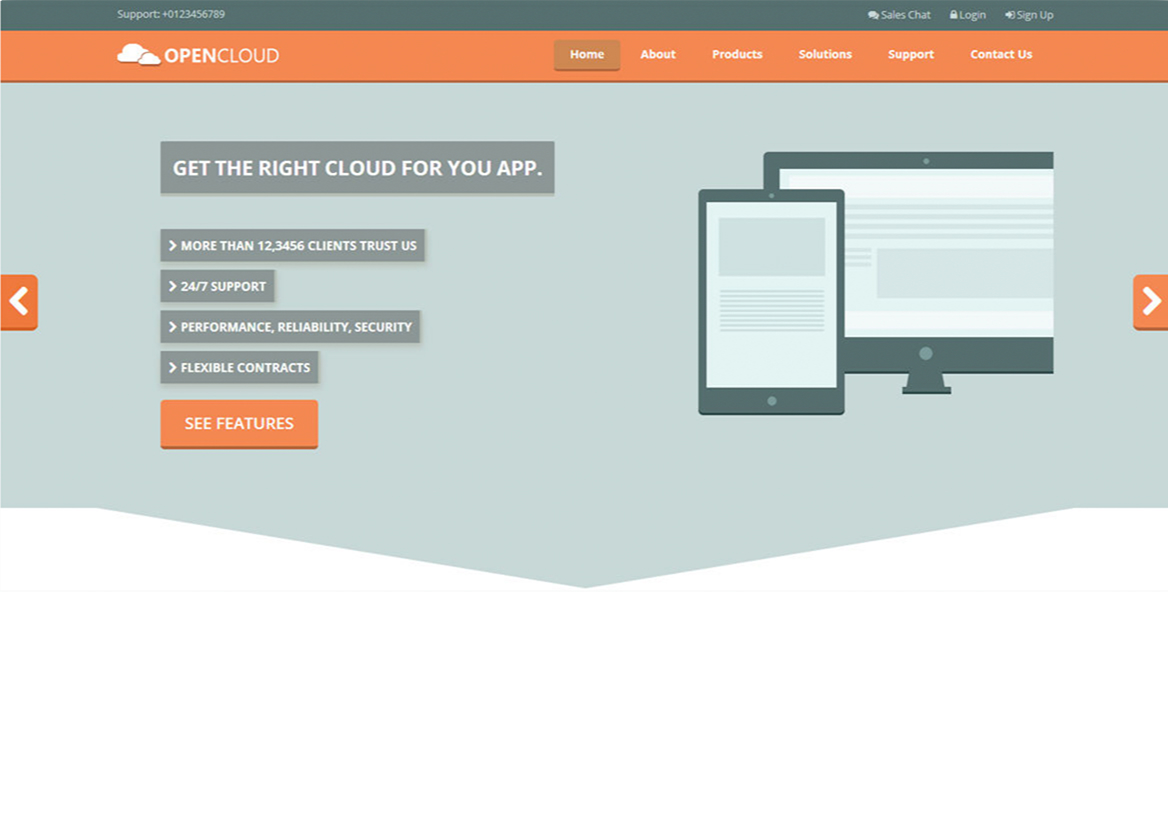 Support: +0123456789
Sales Chat
Login
Sign Up
OPENCLOUD
Home
About
Products
Solutions
Support
Contact Us
GET THE RIGHT CLOUD FOR YOU APP.
MORE THAN 12,3456 CLIENTS TRUST US
24/7 SUPPORT
PERFORMANCE, RELIABILITY, SECURITY
FLEXIBLE CONTRACTS
SEE FEATURES